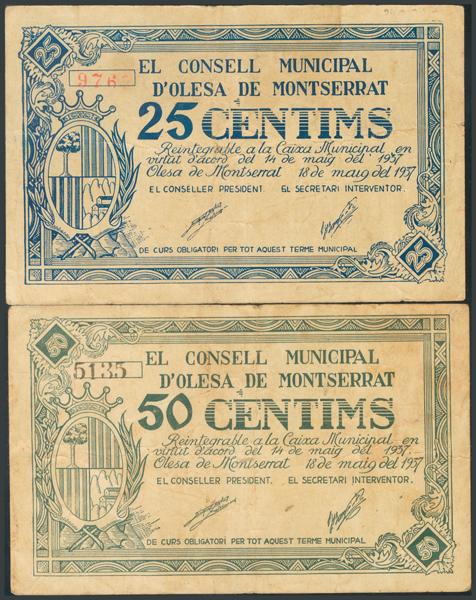 25
EL CONSELL MUNICIPAL
D'OLESA DE MONTSERRAT
25 CENTIMS
Reintegrable a la Caixa Municipal en
virtut d'acord del 14 de maig del 1937
Olesa de Montserrat 18 de maig del 1937
EL CONSELLER PRESIDENT. EL SECRETARI INTERVENTOR.
DE CURS OBLIGATORI PER TOT AQUEST TERME MUNICIPAL
25
50
5135
EL CONSELL MUNICIPAL
D'OLESA DE MONTSERRAT
50 CENTIMS
Reintegrable a la Caixa Municipal en
virtut d'acord del 14 de maig del 1937
Olesa de Montserrat 18 de maig del 1937
EL CONSELLER PRESIDENT. EL SECRETARI INTERVENTOR.
DE CURS OBLIGATORI PER TOT AQUEST TERME MUNICIPAL
50